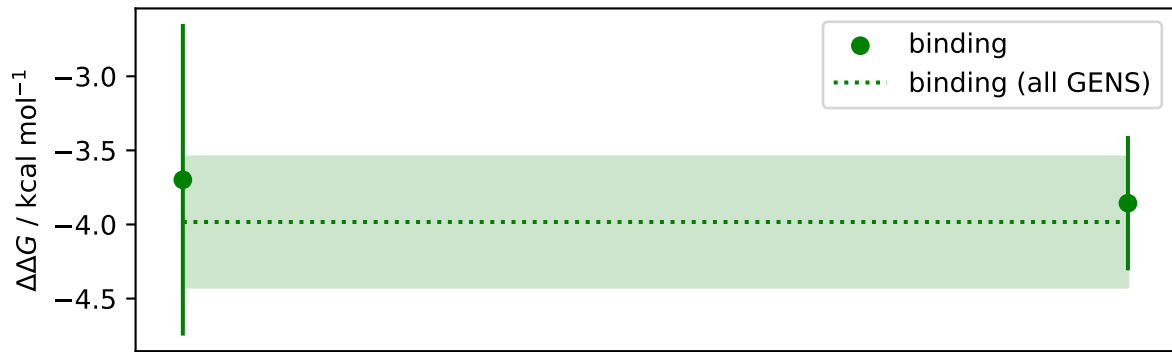 ΔΔG / kcal mol⁻¹
−3.0
−3.5
−4.0
−4.5
binding
binding (all GENS)